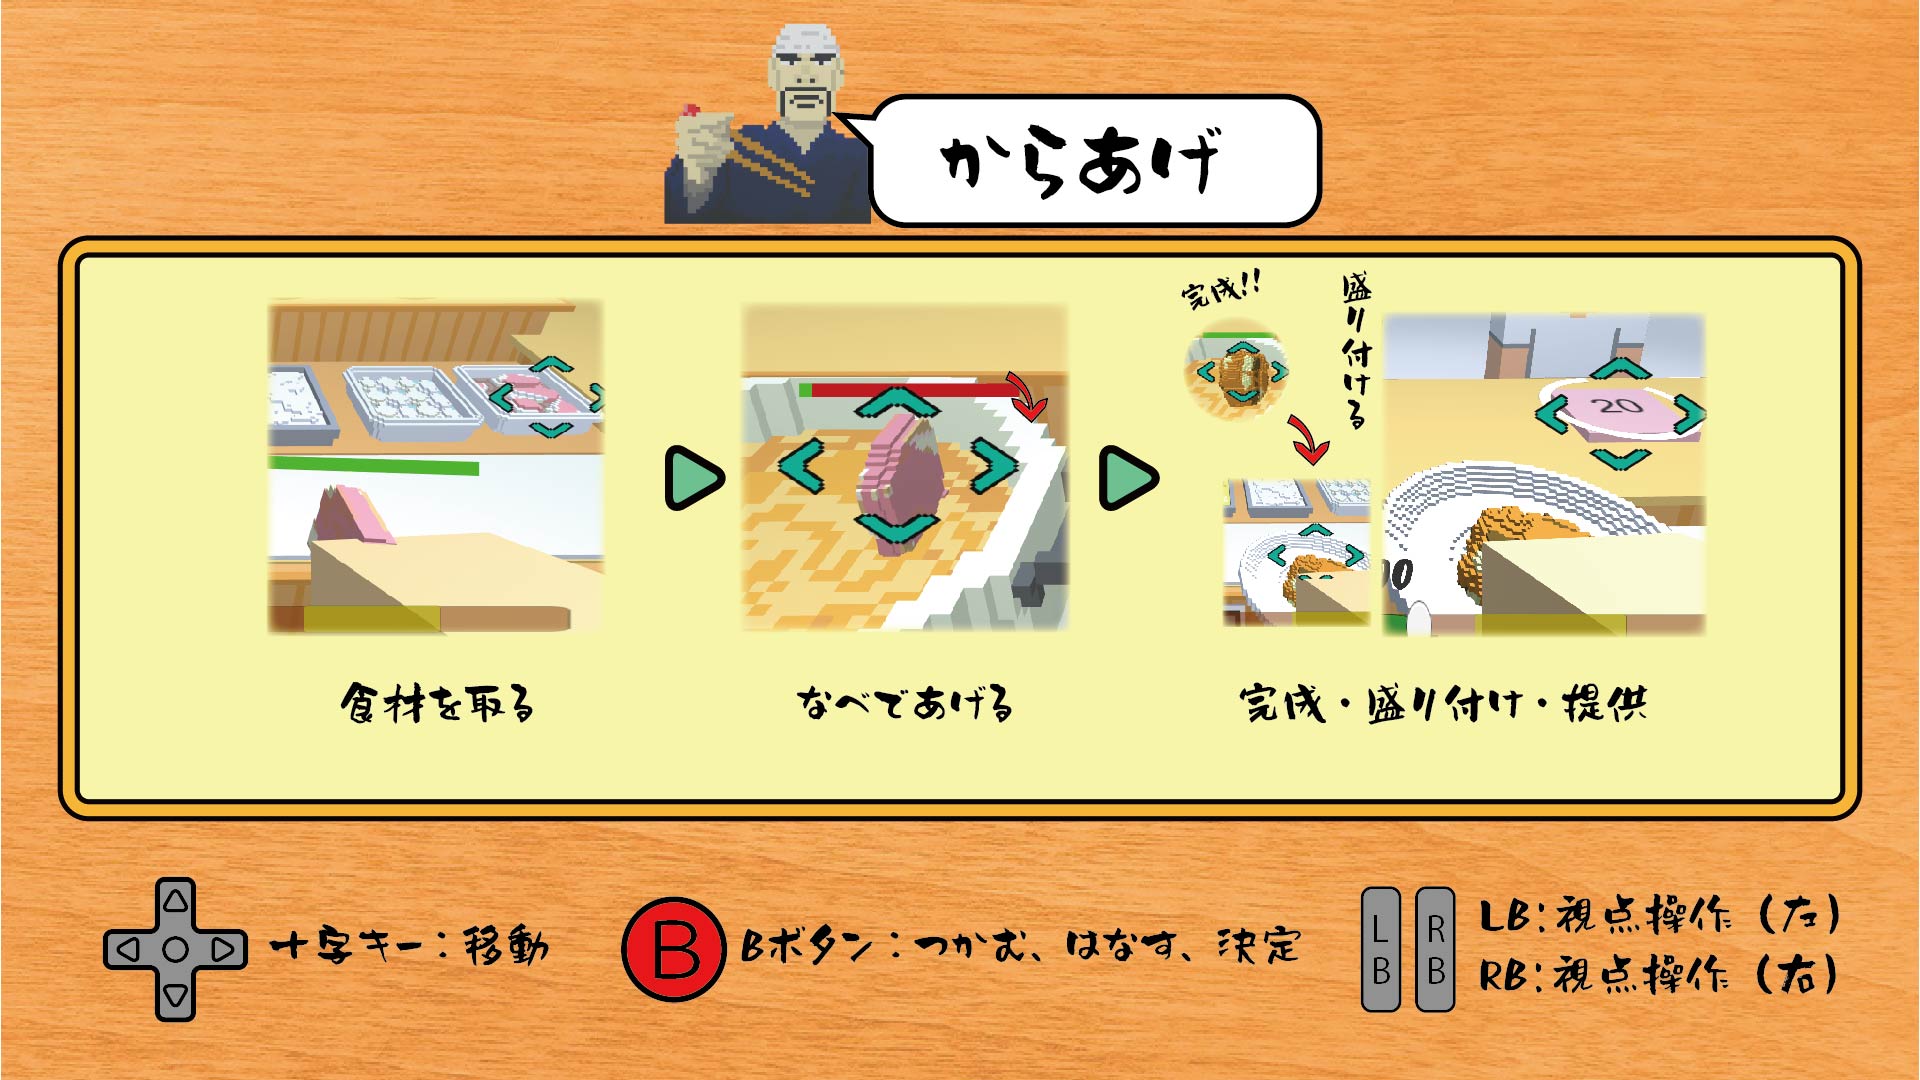 からあげ
完成!!
盛り付ける
20
00
食材を取る
なべであげる
完成・盛り付け・提供
十字キー：移動
B
Bボタン：つかむ、はなす、決定
LB
RB
LB:視点操作（左）
RB:視点操作（右）